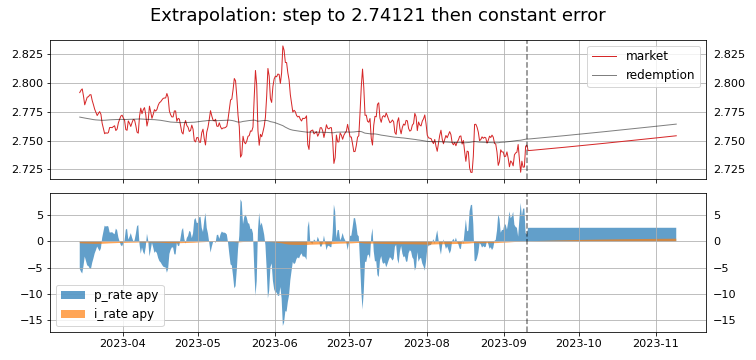 Extrapolation: step to 2.74121 then constant error
2.825 2.825
market
redemption
2.800 2.800
2.775 2.775
2.750 2.750
2.725 2.725
5 5
0 0
−5 −5
−10 −10
p_rate apy
i_rate apy
−15 −15
2023-04 2023-05 2023-06 2023-07 2023-08 2023-09 2023-10 2023-11